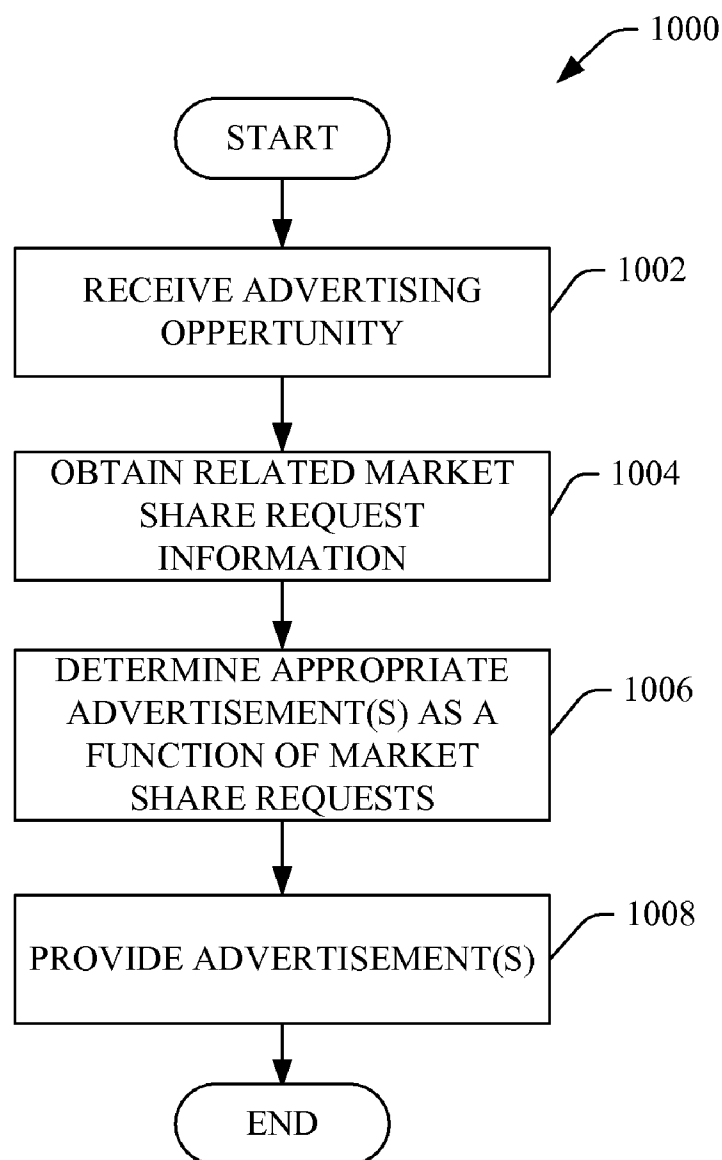 1000
START
RECEIVE ADVERTISING
OPPERTUNITY
1002
OBTAIN RELATED MARKET
SHARE REQUEST
INFORMATION
1004
DETERMINE APPROPRIATE
ADVERTISEMENT(S) AS A
FUNCTION OF MARKET
SHARE REQUESTS
1006
PROVIDE ADVERTISEMENT(S)
1008
END